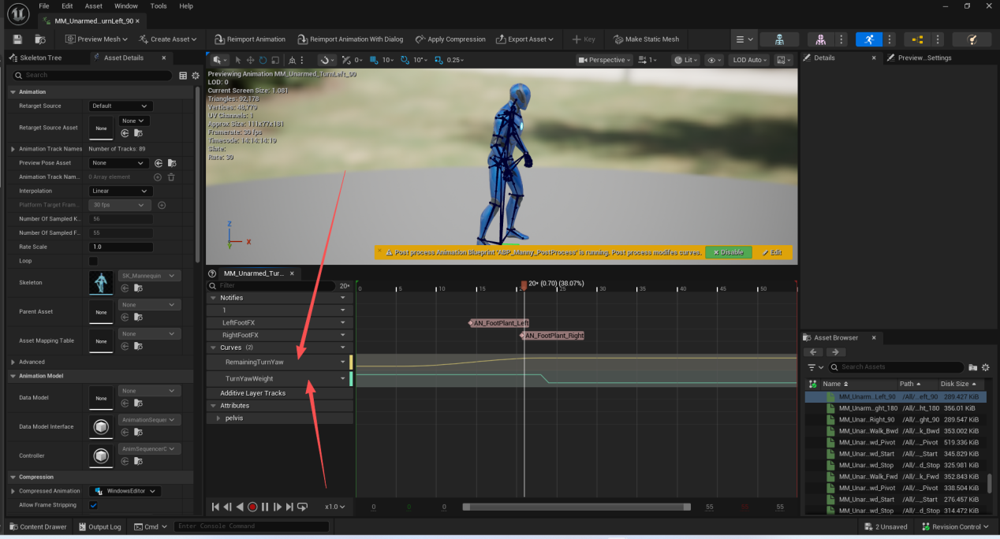 File Edit Asset Window Tools Help
MM_Unarmed...urnLeft_90
Preview Mesh Create Asset Reimport Animation Reimport Animation With Dialog Apply Compression Export Asset Key Make Static Mesh
Skeleton Tree Asset Details
Search
Animation
Retarget Source Default
Retarget Source Asset None None
Animation Track Names Number of Tracks: 89
Preview Pose Asset None
Animation Track Nam... 0 Array element
Interpolation Linear
Platform Target Fram... 30 fps
Number Of Sampled K... 56
Number Of Sampled F... 55
Rate Scale 1.0
Loop
Skeleton SK_Mannequin
Parent Asset None None
Asset Mapping Table None None
Advanced
Animation Model
Data Model None None
Data Model Interface AnimationSequer
Controller AnimSequencerC
Compression
Compressed Animation WindowsEditor
Allow Frame Stripping
0 10 10° 0.25 Perspective 1 Lit LOD Auto
Previewing Animation MM_Unarmed_TurnLeft_90
LOD: 0
Current Screen Size: 1.081
Triangles: 92,178
Vertices: 48,779
UV Channels: 1
Approx Size: 111x77x181
Framerate: 30 fps
Timecode: 14:14:14:19
Slate:
Rate: 30
Z
X
Y
Post process Animation Blueprint 'ABP_Manny_PostProcess' is running. Post process modifes curves. Disable Edit
MM_Unarmed_Tur...
Filter 20*
20* (0.70) (38.07%)
0 5 10 15 25 30 35 40 45 50
Notifies
1
LeftFootFX AN_FootPlant_Left
RightFootFX AN_FootPlant_Right
Curves (2)
RemainingTurnYaw
TurnYawWeight
Additive Layer Tracks
Attributes
pelvis
x1.0 0 0 0 55 55 55
Details Preview...Settings
Asset Browser
Search Assets
Name Path Disk Size
MM_Unarm...Left_90 /All/...eft_90 289.427 KiB
MM_Unarm...ght_180 /All/...ht_180 356.01 KiB
MM_Unar...Right_90 /All/...ght_90 289.547 KiB
MM_Unar...Walk_Bwd /All/...k_Bwd 353.002 KiB
MM_Unar...wd_Pivot /All/..._Pivot 519.336 KiB
MM_Unar...wd_Start /All/..._Start 345.829 KiB
MM_Unar...wd_Stop /All/...d_Stop 325.981 KiB
MM_Unar...Walk_Fwd /All/...k_Fwd 352.843 KiB
MM_Unar...wd_Pivot /All/..._Pivot 338.504 KiB
MM_Unar...wd_Start /All/..._Start 276.457 KiB
MM_Unar...wd_Stop /All/...d_Stop 314.472 KiB
Content Drawer Output Log Cmd Enter Console Command 2 Unsaved Revision Control